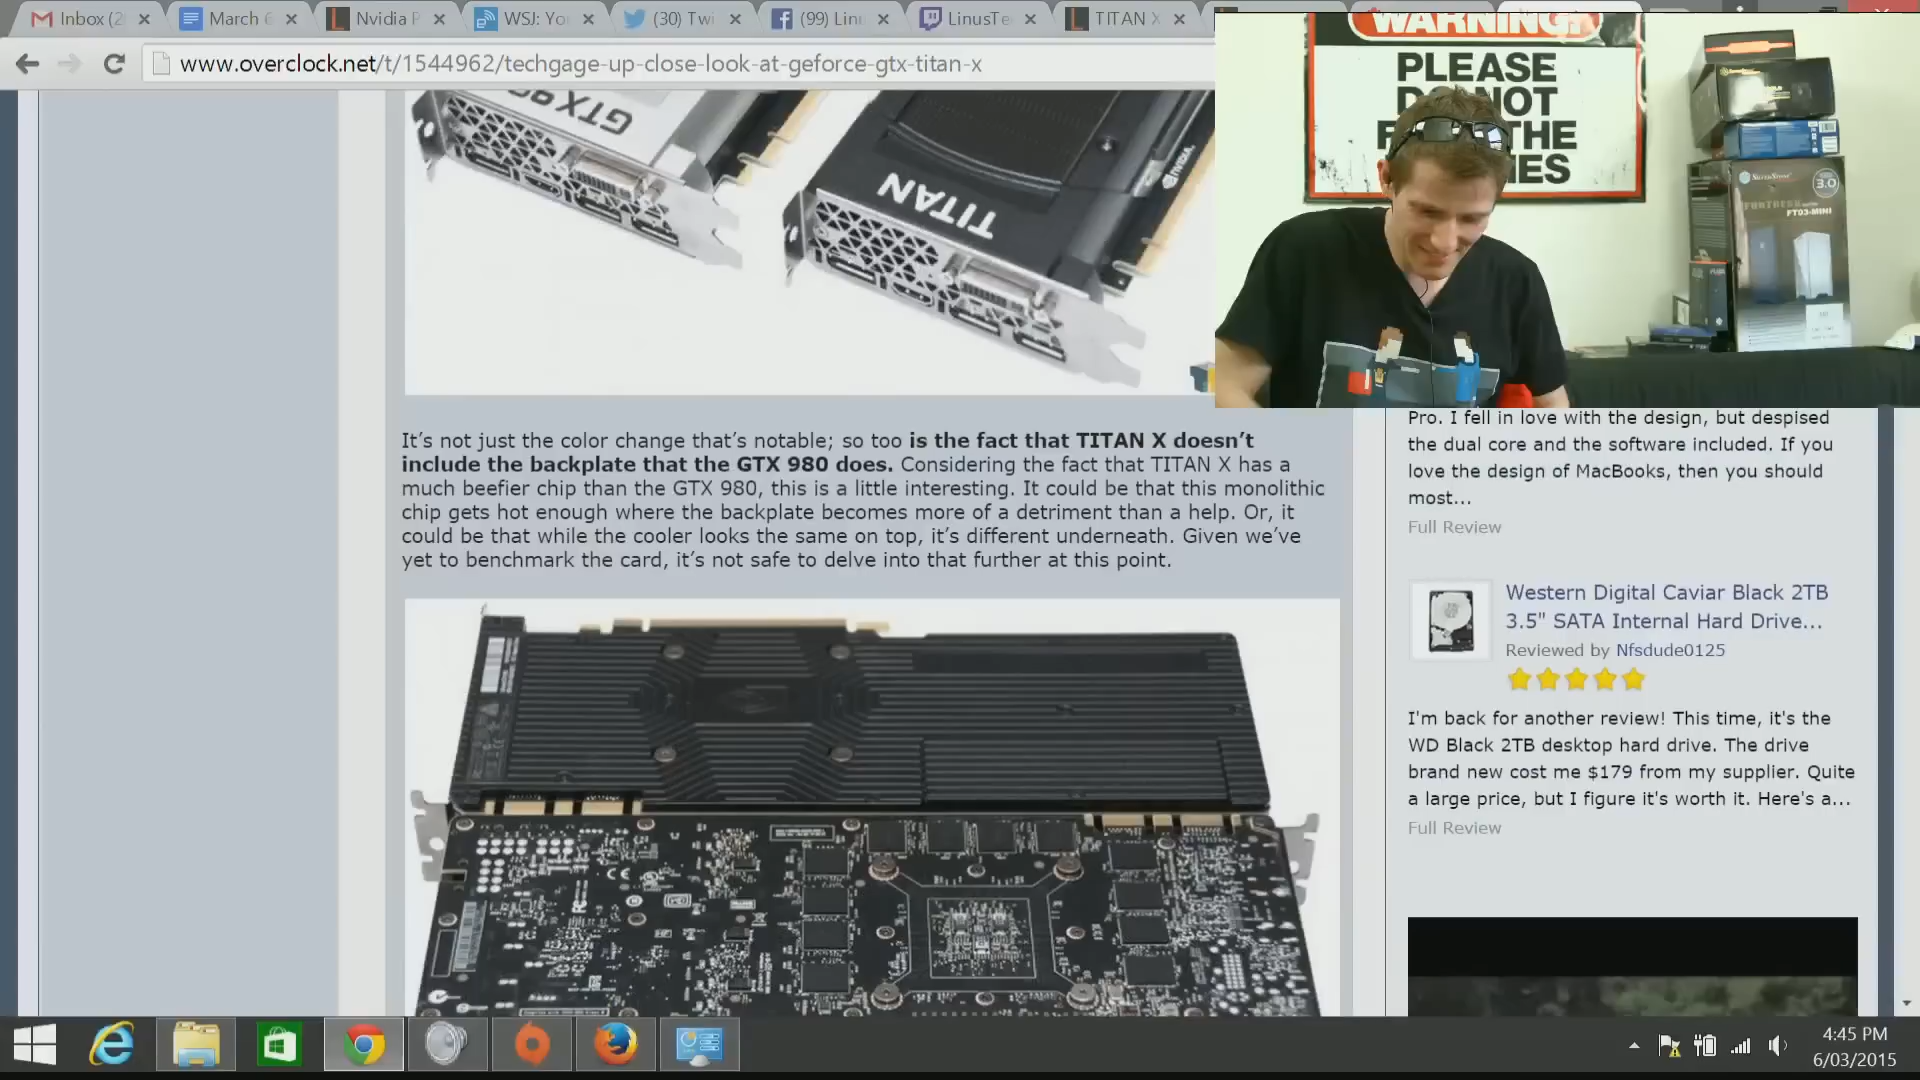 Inbox (2
March 6
Nvidia P
WSJ: Yo
(30) Twi
(99) Linu
LinusTe
TITAN X
www.overclock.net/t/1544962/techgage-up-close-look-at-geforce-gtx-titan-x
WARNING!
PLEASE
DO NOT
THE
TITAN
NVIDIA
SILVERSTONE
3.0
FORTRESS
FT03-MINI
It's not just the color change that's notable; so too is the fact that TITAN X doesn't
include the backplate that the GTX 980 does. Considering the fact that TITAN X has a
much beefier chip than the GTX 980, this is a little interesting. It could be that this monolithic
chip gets hot enough where the backplate becomes more of a detriment than a help. Or, it
could be that while the cooler looks the same on top, it's different underneath. Given we've
yet to benchmark the card, it's not safe to delve into that further at this point.
Pro. I fell in love with the design, but despised
the dual core and the software included. If you
love the design of MacBooks, then you should
most...
Full Review
Western Digital Caviar Black 2TB
3.5" SATA Internal Hard Drive...
Reviewed by Nfsdude0125
I'm back for another review! This time, it's the
WD Black 2TB desktop hard drive. The drive
brand new cost me $179 from my supplier. Quite
a large price, but I figure it's worth it. Here's a...
Full Review
4:45 PM
6/03/2015